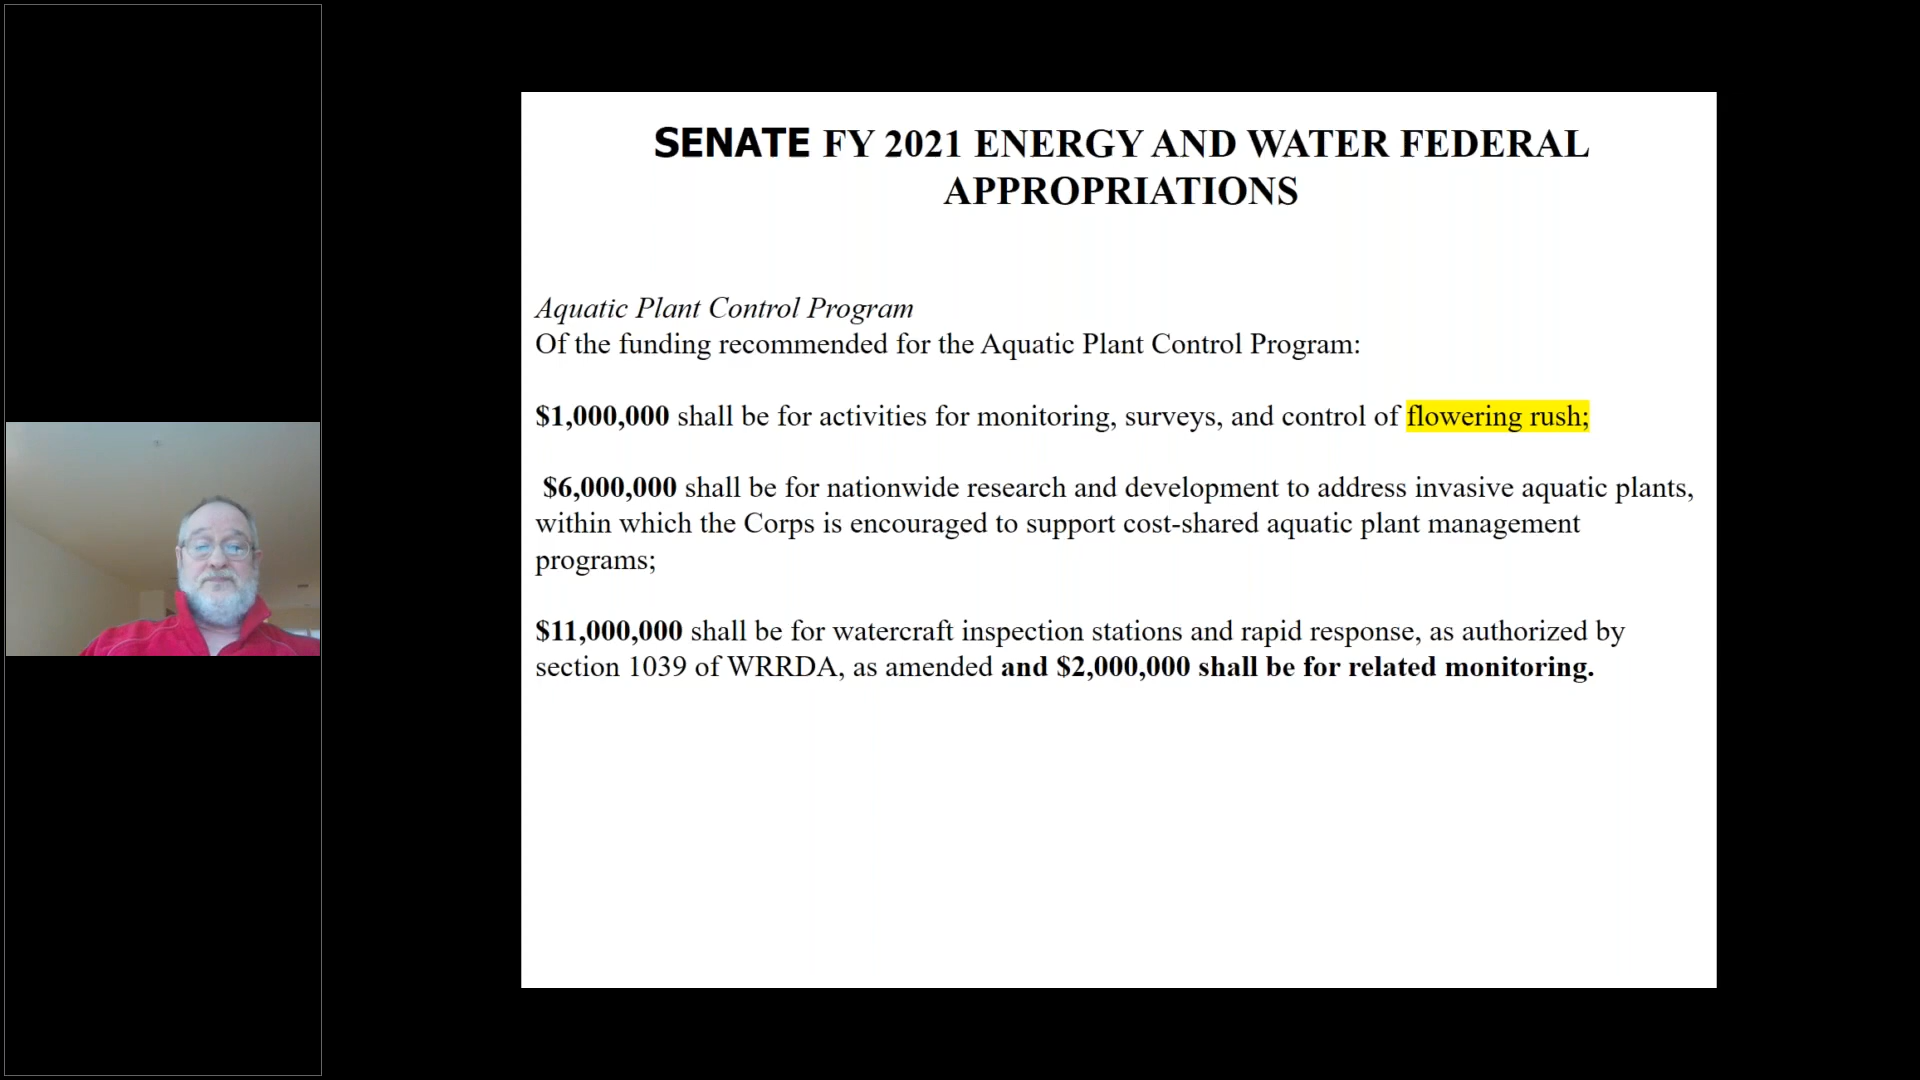 SENATE FY 2021 ENERGY AND WATER FEDERAL
APPROPRIATIONS
Aquatic Plant Control Program
Of the funding recommended for the Aquatic Plant Control Program:
$1,000,000 shall be for activities for monitoring, surveys, and control of flowering rush;
$6,000,000 shall be for nationwide research and development to address invasive aquatic plants,
within which the Corps is encouraged to support cost-shared aquatic plant management
programs;
$11,000,000 shall be for watercraft inspection stations and rapid response, as authorized by
section 1039 of WRRDA, as amended and $2,000,000 shall be for related monitoring.